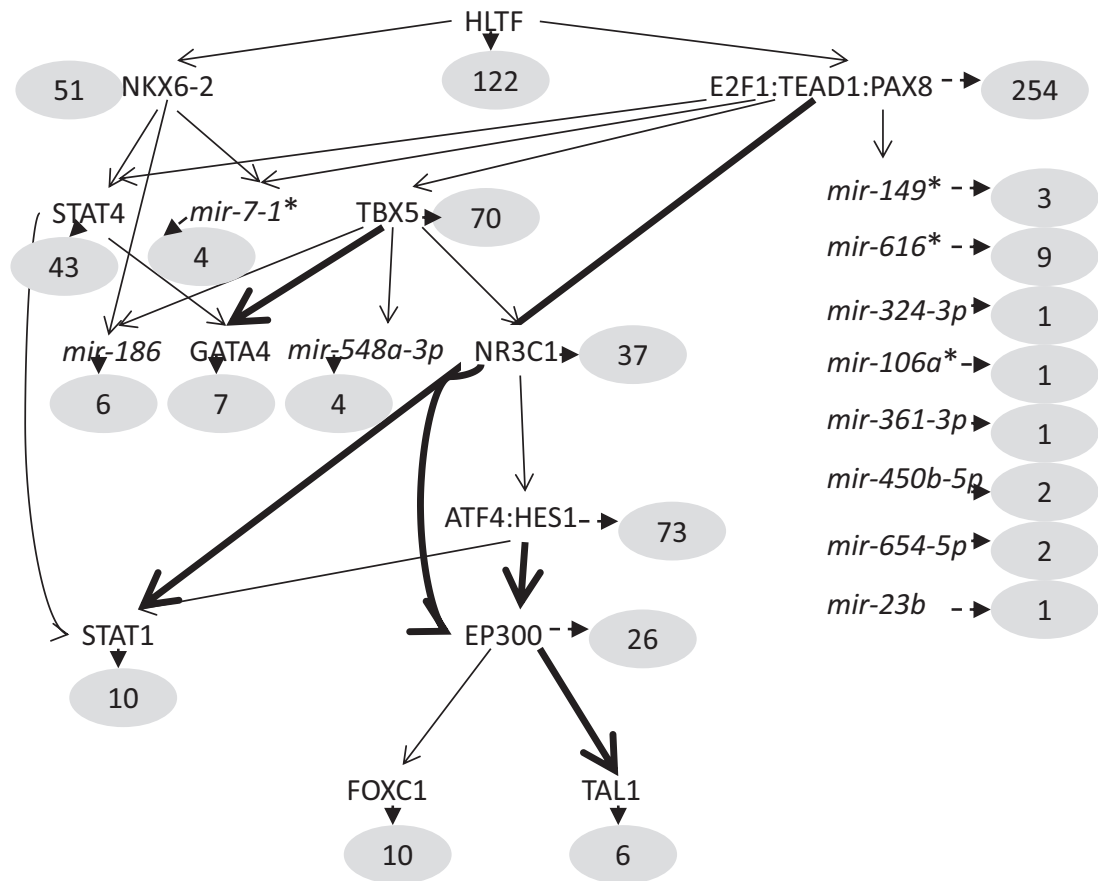 HLTF
51 NKX6-2
122
E2F1:TEAD1:PAX8
254
STAT4
mir-7-1*
TBX5
70
43
4
mir-149*
3
mir-616*
9
mir-324-3p
1
mir-186
GATA4
mir-548a-3p
NR3C1
37
mir-106a*
1
6
7
4
mir-361-3p
1
mir-450b-5p
2
ATF4:HES1
73
mir-654-5p
2
mir-23b
1
STAT1
EP300
26
10
FOXC1
TAL1
10
6